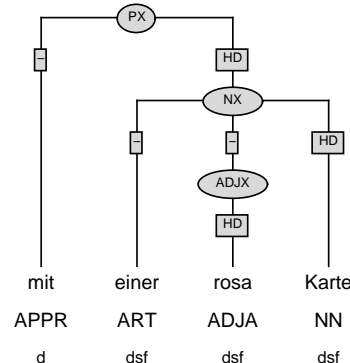 PX
– HD
NX
– – HD
ADJX
HD
mit einer rosa Karte
APPR ART ADJA NN
d dsf dsf dsf